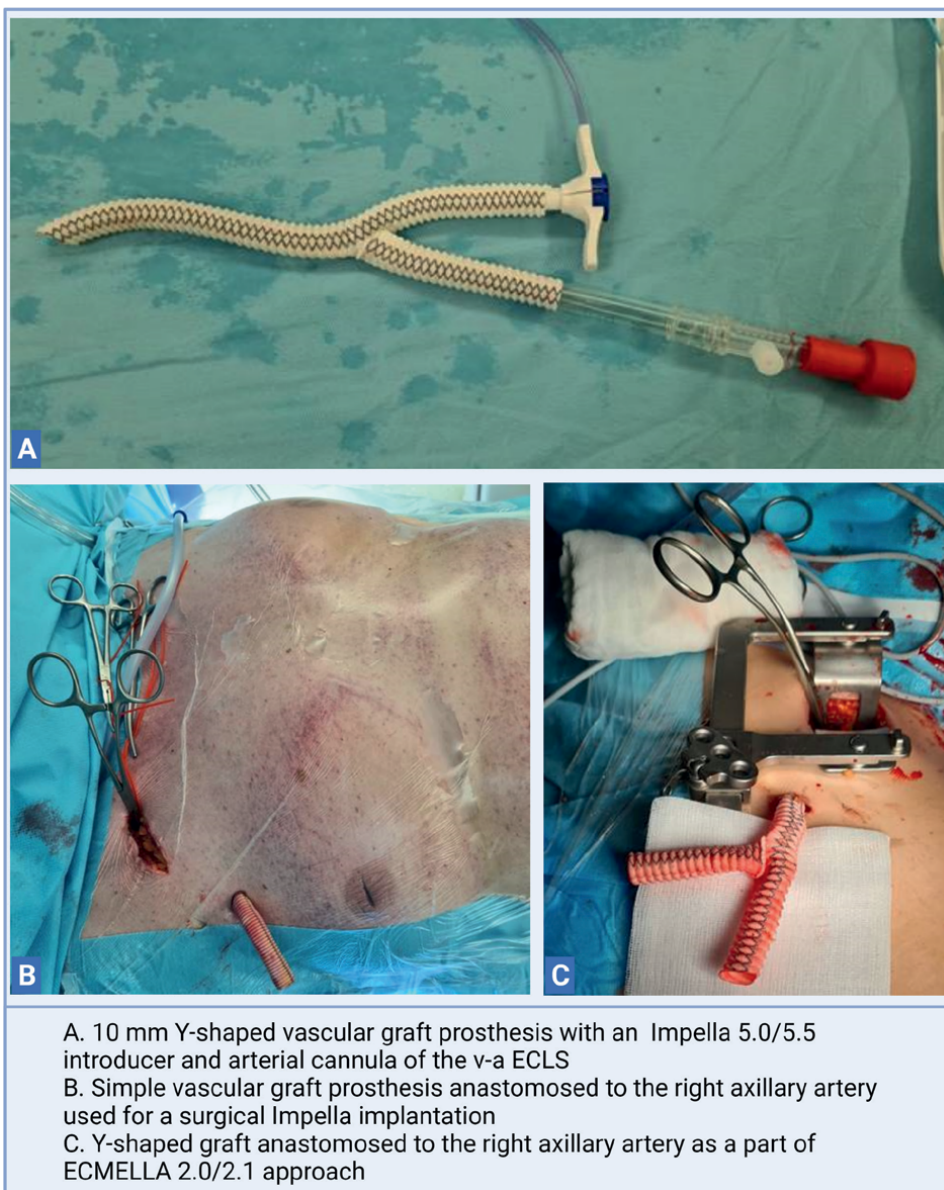 A
B
C
A. 10 mm Y-shaped vascular graft prosthesis with an Impella 5.0/5.5
introducer and arterial cannula of the v-a ECLS
B. Simple vascular graft prosthesis anastomosed to the right axillary artery
used for a surgical Impella implantation
C. Y-shaped graft anastomosed to the right axillary artery as a part of
ECMELLA 2.0/2.1 approach